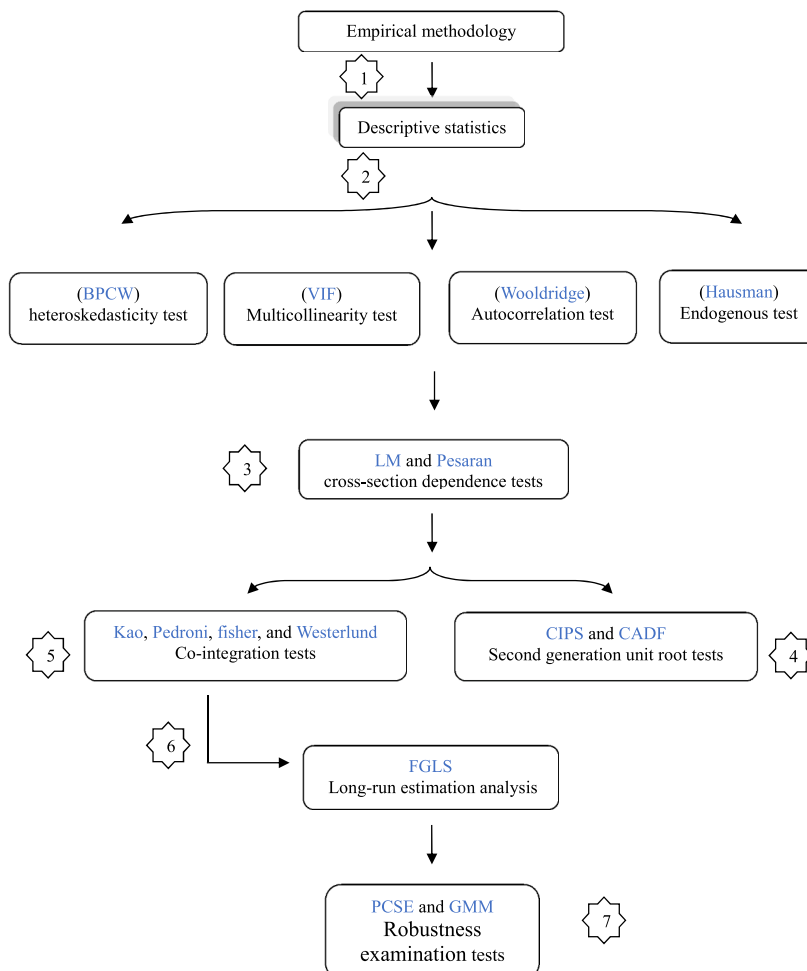 Empirical methodology
1
Descriptive statistics
2
(BPCW)
heteroskedasticity test
(VIF)
Multicollinearity test
(Wooldridge)
Autocorrelation test
(Hausman)
Endogenous test
3
LM and Pesaran
cross-section dependence tests
5
Kao, Pedroni, fisher, and Westerlund
Co-integration tests
CIPS and CADF
Second generation unit root tests
4
6
FGLS
Long-run estimation analysis
PCSE and GMM
Robustness
examination tests
7